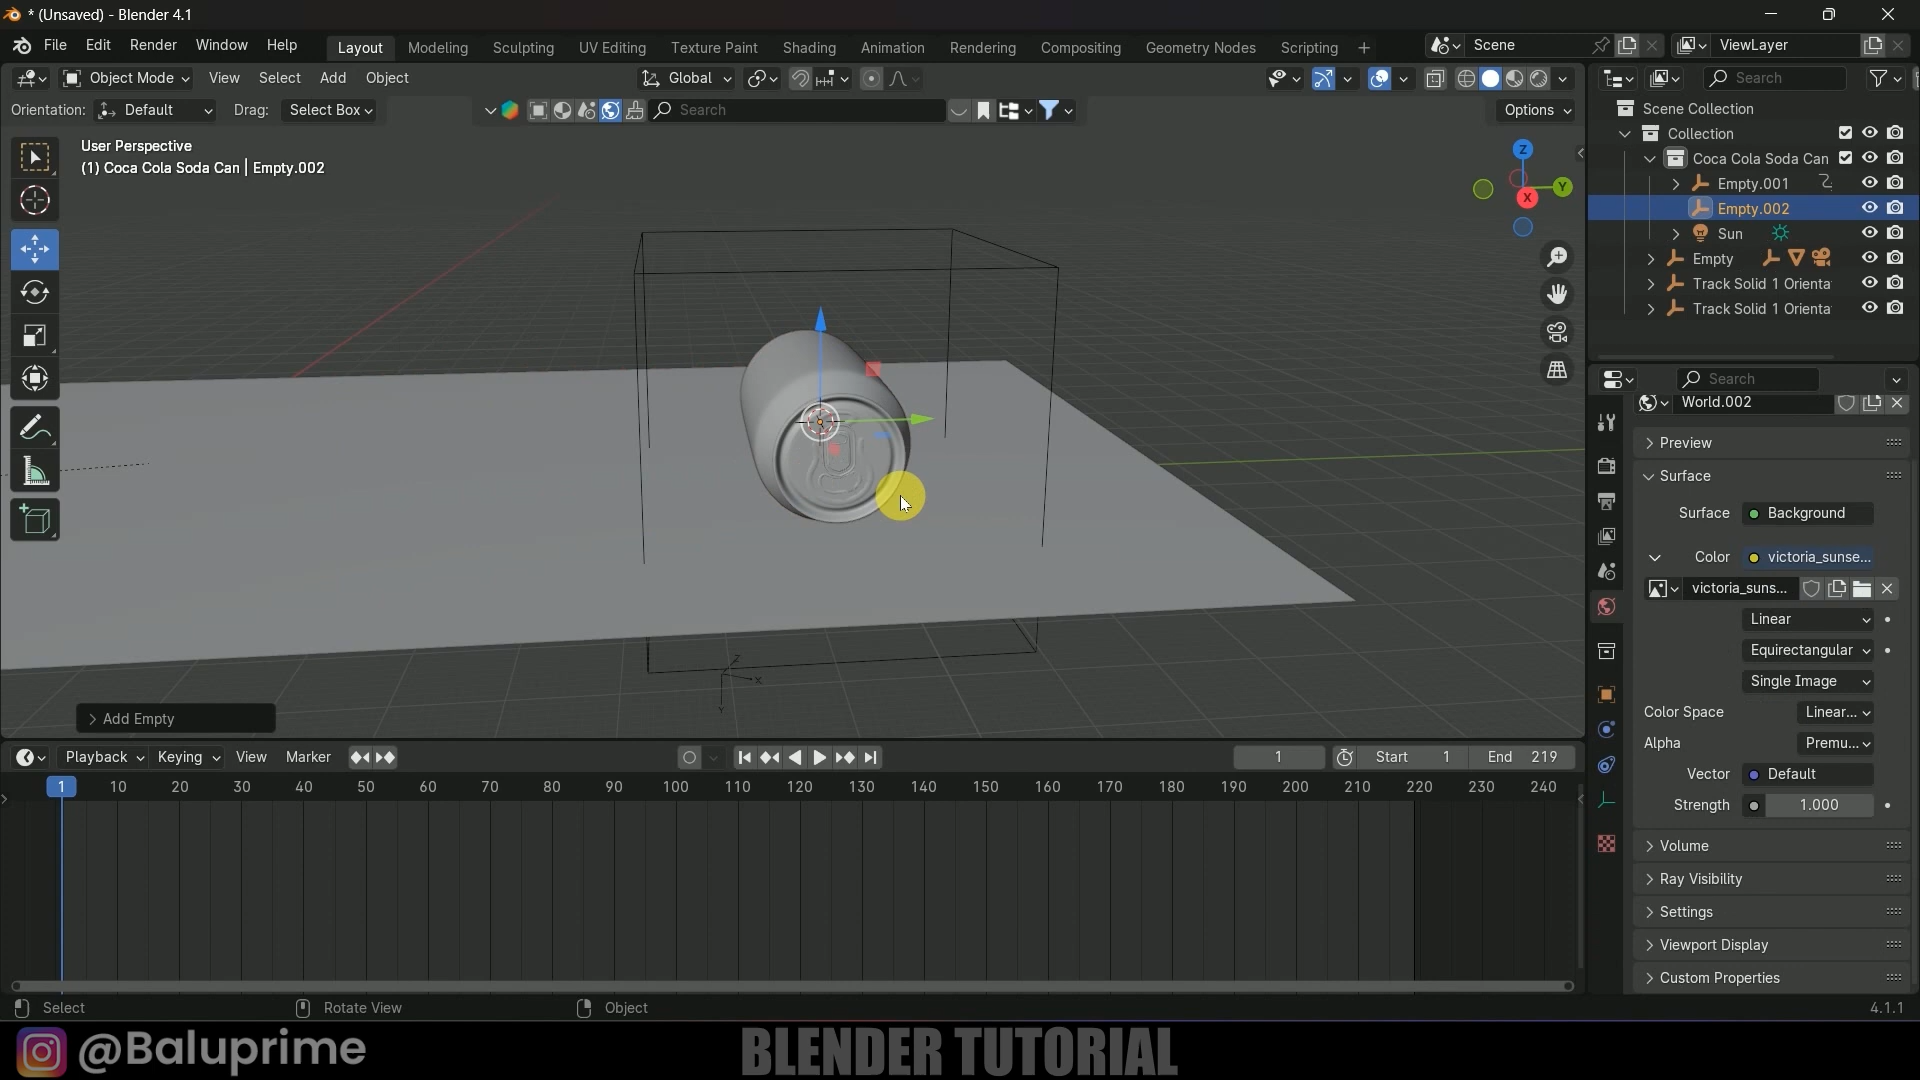 * (Unsaved) - Blender 4.1
File Edit Render Window Help Layout Modeling Sculpting UV Editing Texture Paint Shading Animation Rendering Compositing Geometry Nodes Scripting + Scene ViewLayer
Object Mode View Select Add Object Global Search
Orientation: Default Drag: Select Box Search Options
Scene Collection
Collection
Coca Cola Soda Can
Empty.001
Empty.002
Sun
Empty
Track Solid 1 Orienta
Track Solid 1 Orienta
User Perspective
(1) Coca Cola Soda Can | Empty.002
Z
Y
X
Z
X
Y
Add Empty
Search
World.002
Preview
Surface
Surface Background
Color victoria_sunse...
victoria_suns...
Linear
Equirectangular
Single Image
Color Space Linear...
Alpha Premu...
Vector Default
Strength 1.000
Volume
Ray Visibility
Settings
Viewport Display
Custom Properties
Playback Keying View Marker 1 Start 1 End 219
1 10 20 30 40 50 60 70 80 90 100 110 120 130 140 150 160 170 180 190 200 210 220 230 240
Select Rotate View Object 4.1.1
@Baluprime BLENDER TUTORIAL